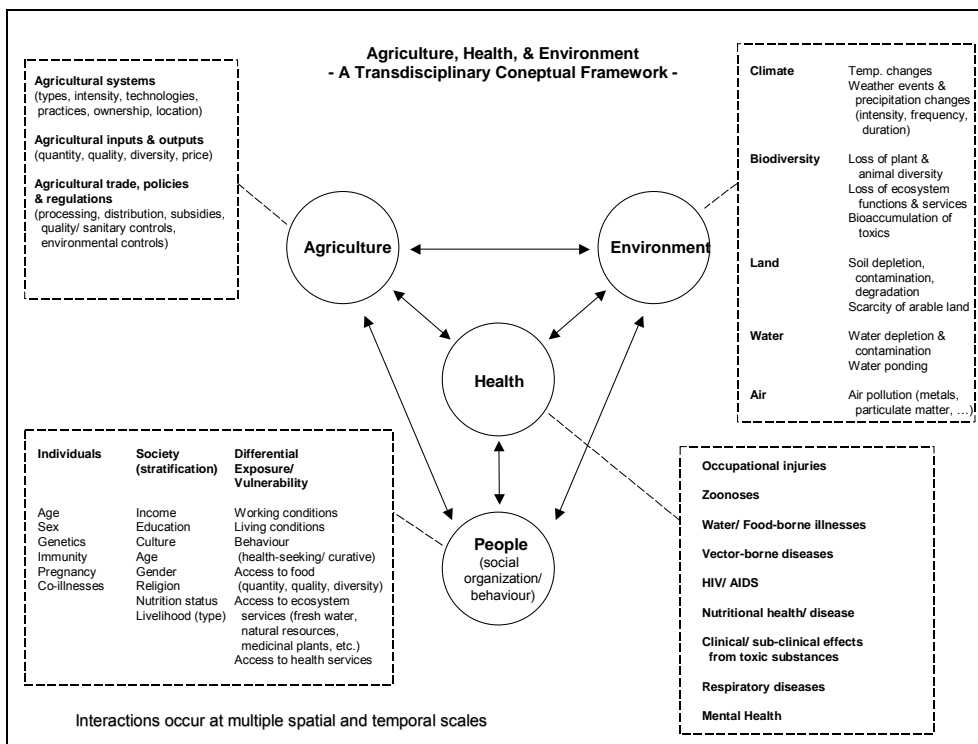 Agriculture, Health, & Environment
- A Transdisciplinary Coneptual Framework -
Agricultural systems
(types, intensity, technologies,
practices, ownership, location)
Agricultural inputs & outputs
(quantity, quality, diversity, price)
Agricultural trade, policies
& regulations
(processing, distribution, subsidies,
quality/ sanitary controls,
environmental controls)
Climate
Temp. changes
Weather events &
precipitation changes
(intensity, frequency,
duration)
Biodiversity
Loss of plant &
animal diversity
Loss of ecosystem
functions & services
Bioaccumulation of
toxics
Land
Soil depletion,
contamination,
degradation
Scarcity of arable land
Water
Water depletion &
contamination
Water ponding
Air
Air pollution (metals,
particulate matter, …)
Agriculture
Environment
Health
People
(social
organization/
behaviour)
Individuals
Age
Sex
Genetics
Immunity
Pregnancy
Co-illnesses
Society
(stratification)
Income
Education
Culture
Age
Gender
Religion
Nutrition status
Livelihood (type)
Differential
Exposure/
Vulnerability
Working conditions
Living conditions
Behaviour
(health-seeking/ curative)
Access to food
(quantity, quality, diversity)
Access to ecosystem
services (fresh water,
natural resources,
medicinal plants, etc.)
Access to health services
Occupational injuries
Zoonoses
Water/ Food-borne illnesses
Vector-borne diseases
HIV/ AIDS
Nutritional health/ disease
Clinical/ sub-clinical effects
from toxic substances
Respiratory diseases
Mental Health
Interactions occur at multiple spatial and temporal scales